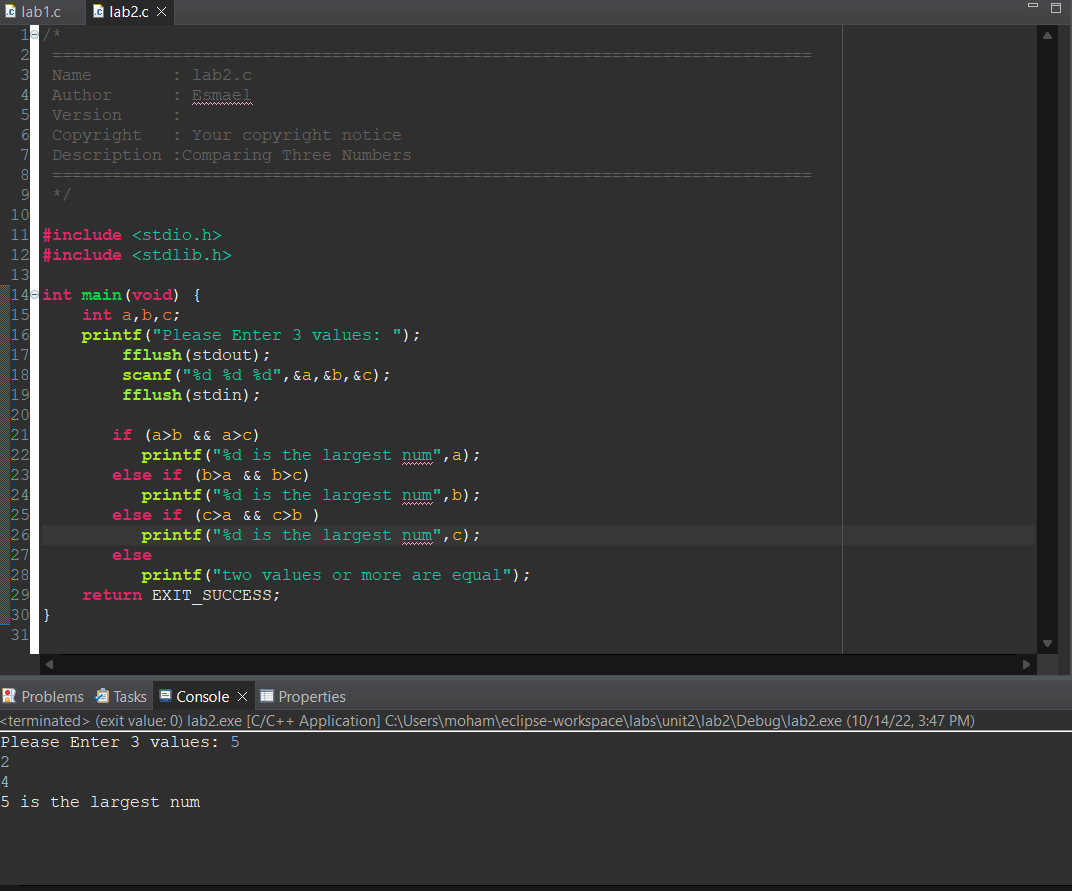 lab1.c lab2.c
1 /*
2 ============================================================================
3 Name : lab2.c
4 Author : Esmael
5 Version :
6 Copyright : Your copyright notice
7 Description :Comparing Three Numbers
8 ============================================================================
9 */
10
11 #include <stdio.h>
12 #include <stdlib.h>
13
14 int main(void) {
15 int a,b,c;
16 printf("Please Enter 3 values: ");
17 fflush(stdout);
18 scanf("%d %d %d",&a,&b,&c);
19 fflush(stdin);
20
21 if (a>b && a>c)
22 printf("%d is the largest num",a);
23 else if (b>a && b>c)
24 printf("%d is the largest num",b);
25 else if (c>a && c>b )
26 printf("%d is the largest num",c);
27 else
28 printf("two values or more are equal");
29 return EXIT_SUCCESS;
30 }
31
Problems Tasks Console Properties
<terminated> (exit value: 0) lab2.exe [C/C++ Application] C:\Users\moham\eclipse-workspace\labs\unit2\lab2\Debug\lab2.exe (10/14/22, 3:47 PM)
Please Enter 3 values: 5
2
4
5 is the largest num